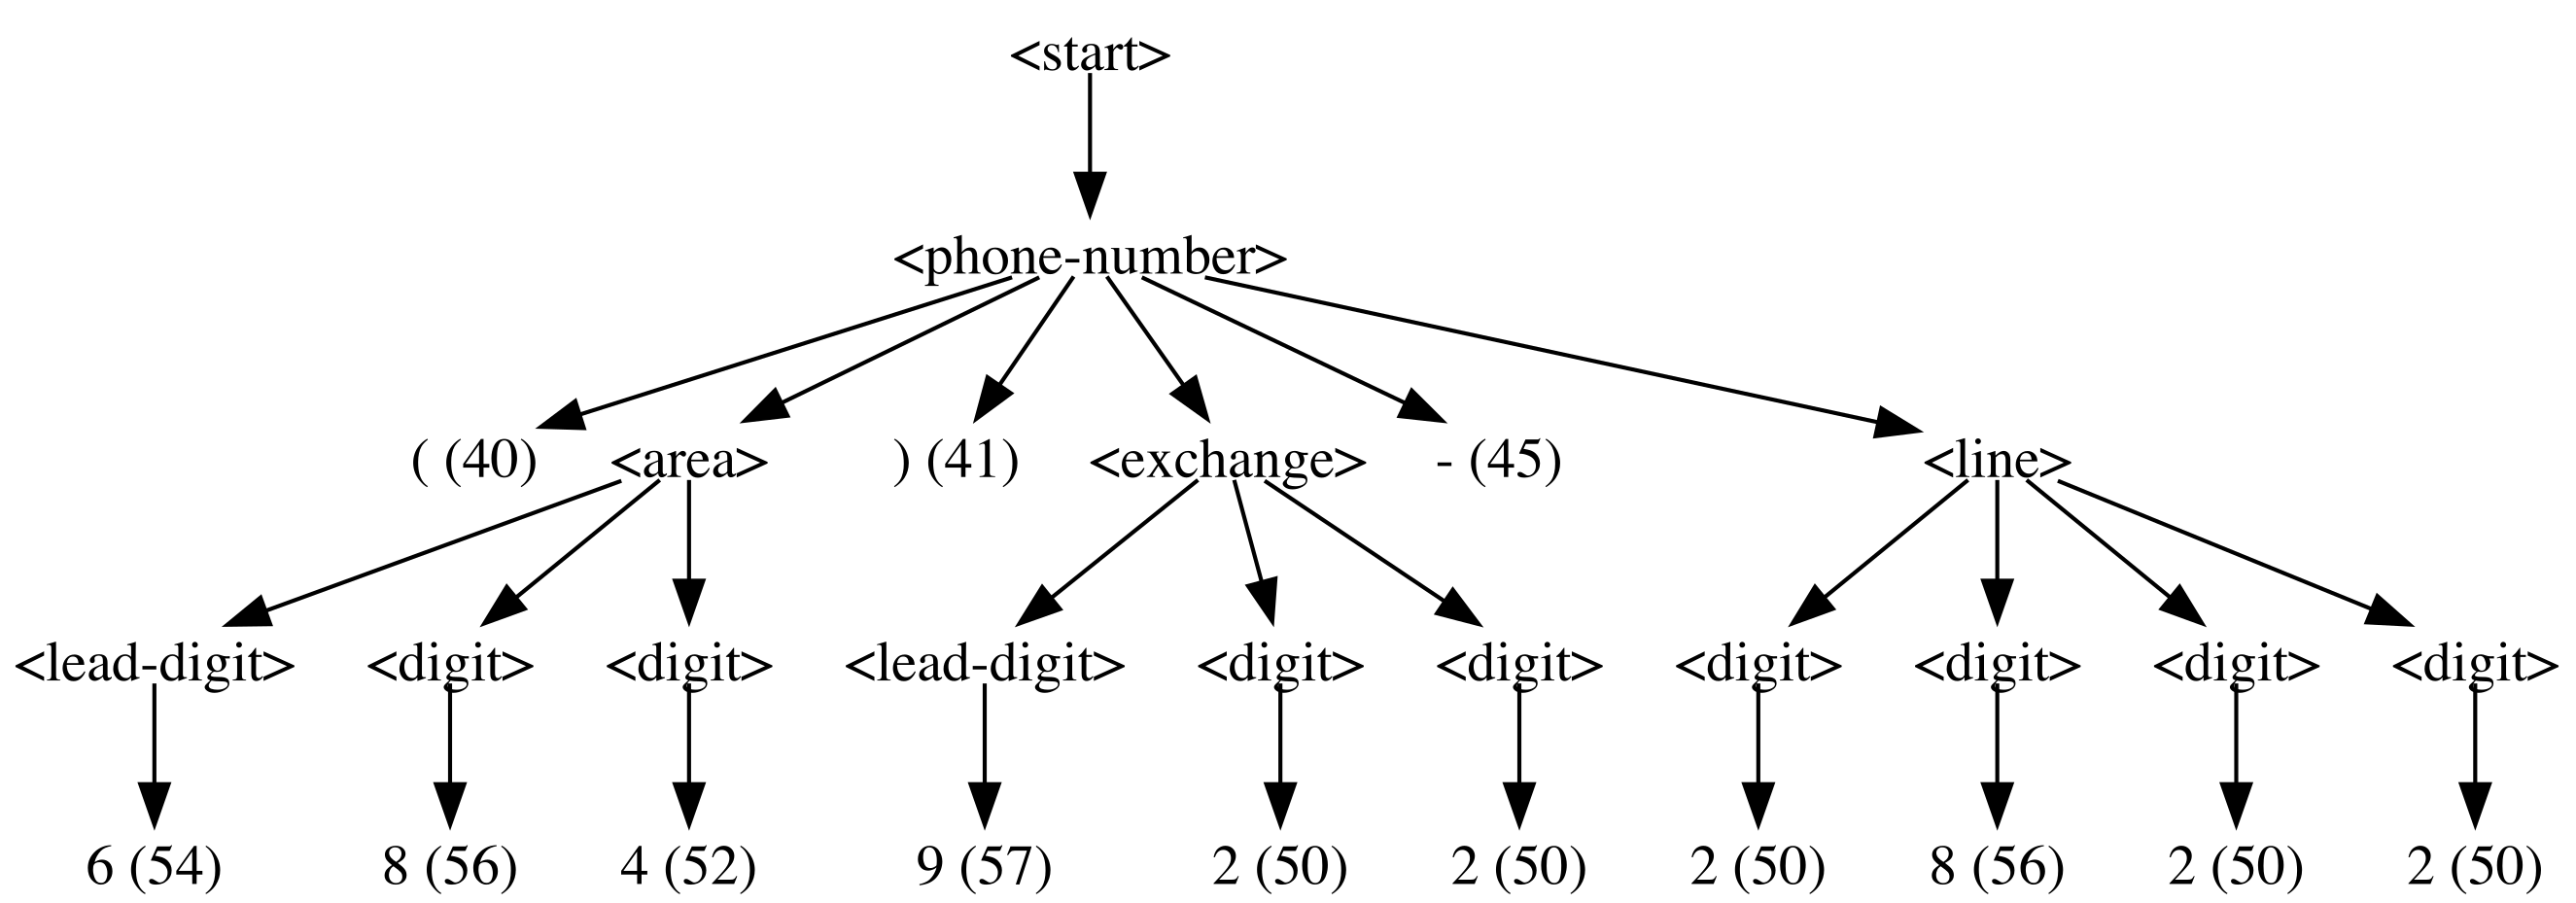 <start>
<phone-number>
( (40) <area> ) (41) <exchange> - (45) <line>
<lead-digit> <digit> <digit> <lead-digit> <digit> <digit> <digit> <digit> <digit> <digit>
6 (54) 8 (56) 4 (52) 9 (57) 2 (50) 2 (50) 2 (50) 8 (56) 2 (50) 2 (50)